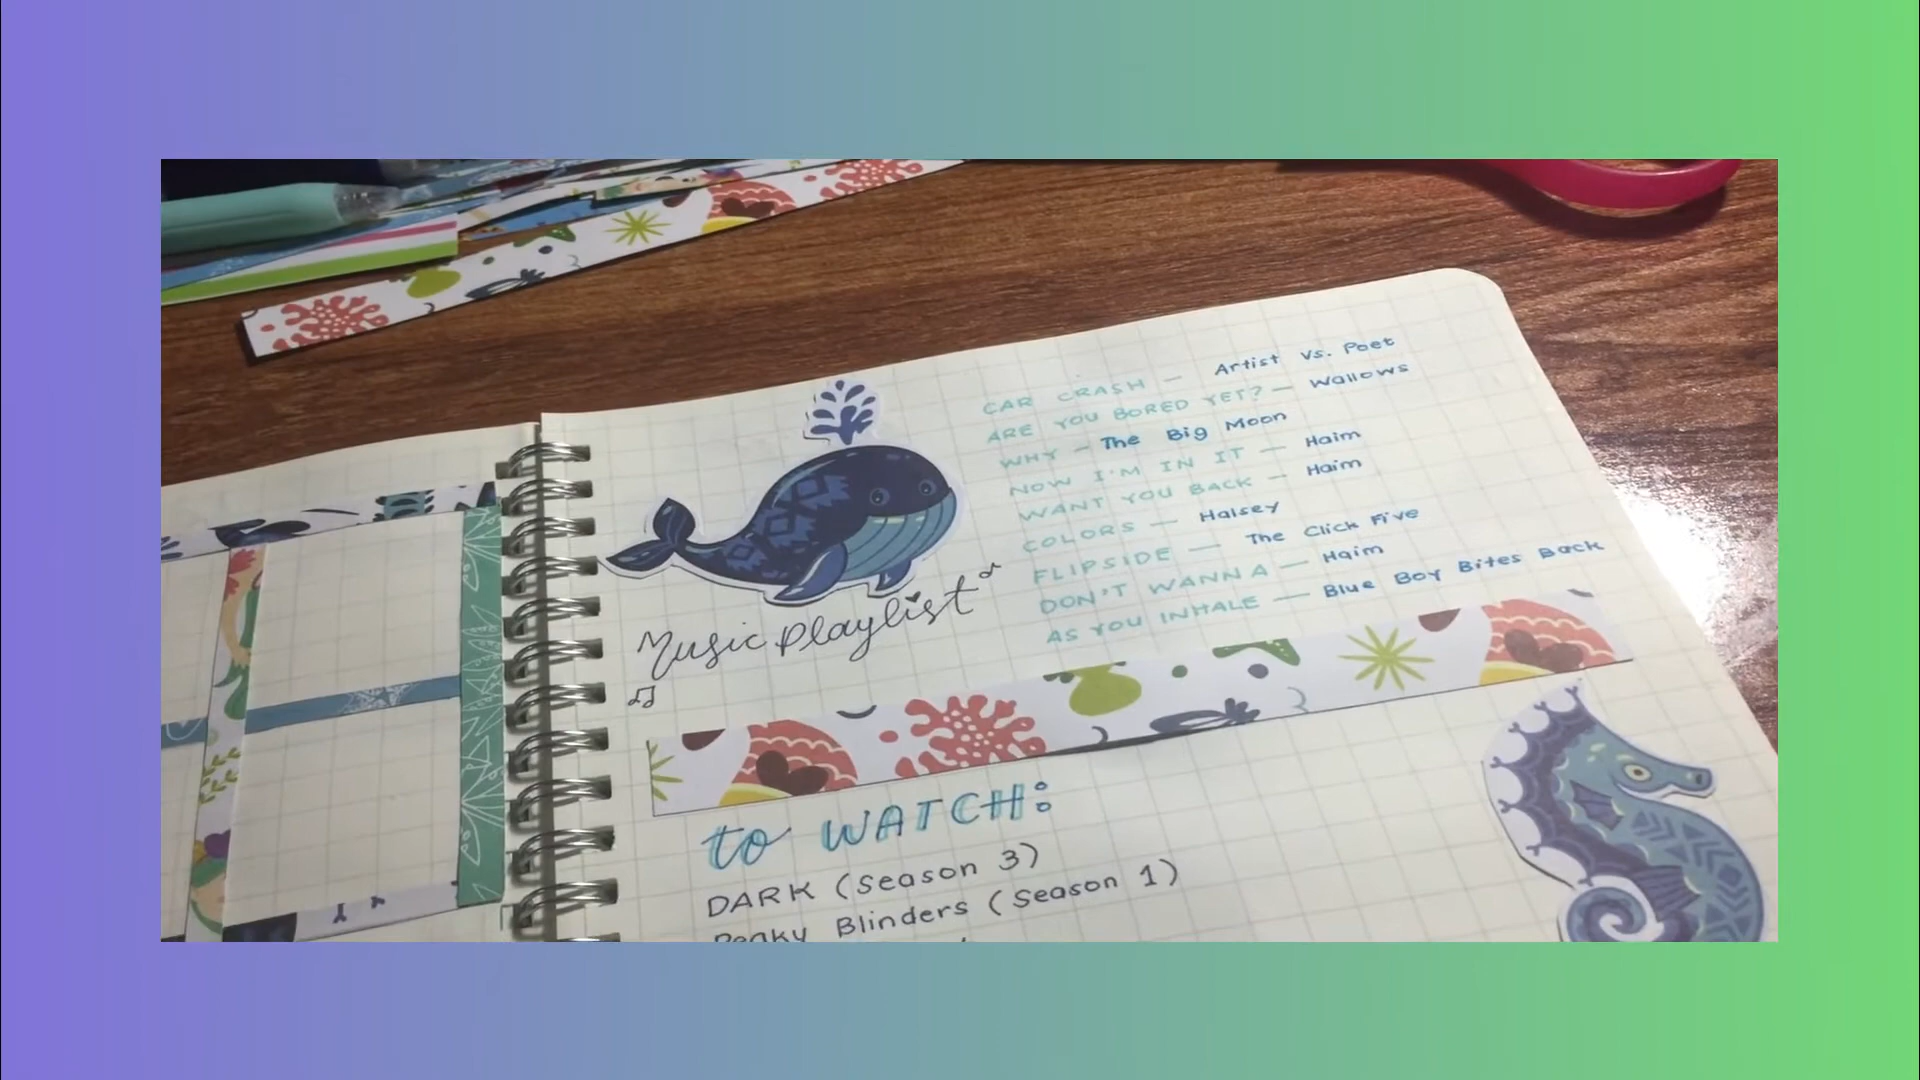 CAR CRASH — Artist vs. Poet
ARE YOU BORED YET? — Wallows
WHY — The Big Moon
NOW I'M IN IT — Haim
WANT YOU BACK — Haim
COLORS — Halsey
FLIPSIDE — The Click Five
DON'T WANNA — Haim
AS YOU INHALE — Blue Boy Bites Back
Music Playlist
to WATCH:
DARK (Season 3)
Peaky Blinders (Season 1)